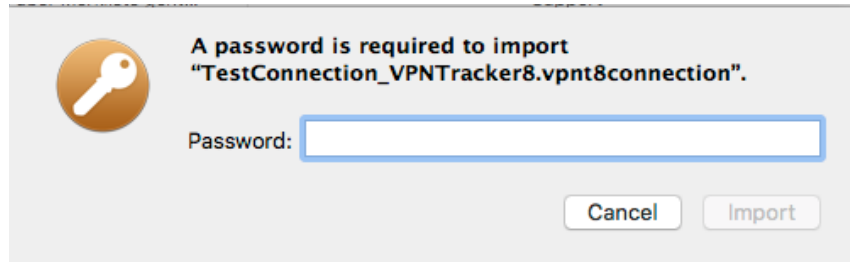 A password is required to import
“TestConnection_VPNTracker8.vpnt8connection”.
Password:
Cancel
Import